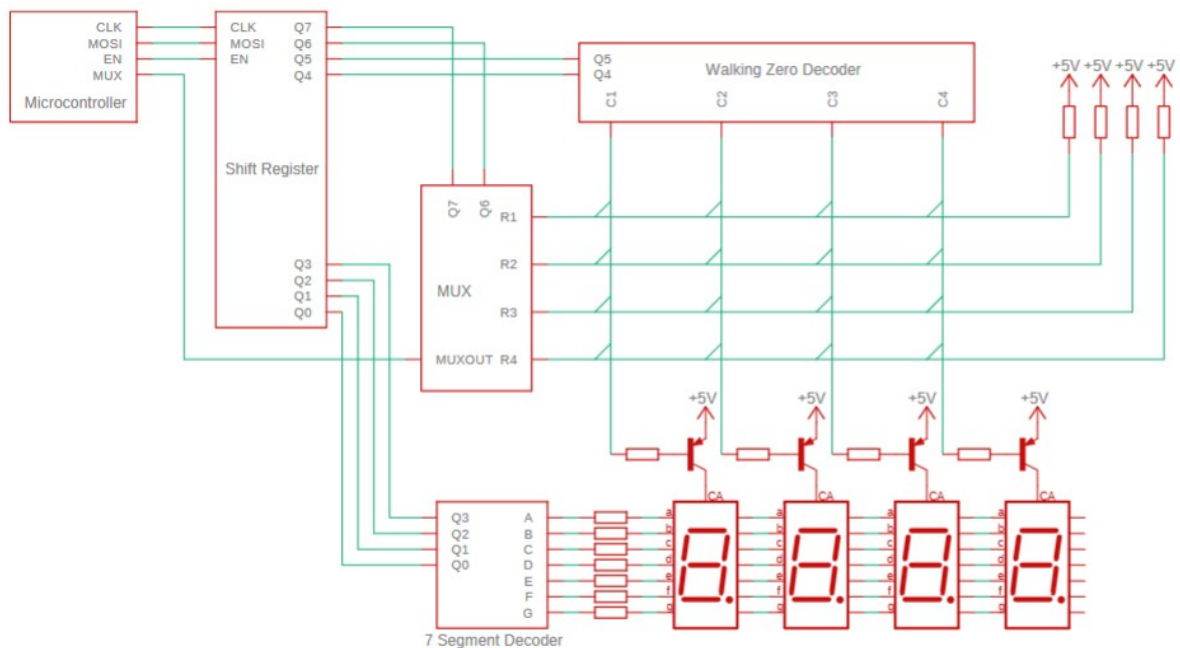 CLK
MOSI
EN
MUX
Microcontroller
CLK
MOSI
EN
Q7
Q6
Q5
Q4
Shift Register
Q3
Q2
Q1
Q0
Q5
Q4
Walking Zero Decoder
C1
C2
C3
C4
+5V +5V +5V +5V
Q7
Q6
R1
R2
MUX
R3
MUXOUT R4
+5V
+5V
+5V
+5V
CA
CA
CA
CA
Q3
Q2
Q1
Q0
A
B
C
D
E
F
G
7 Segment Decoder
a
b
c
d
e
f
g
a
b
c
d
e
f
g
a
b
c
d
e
f
g
a
b
c
d
e
f
g